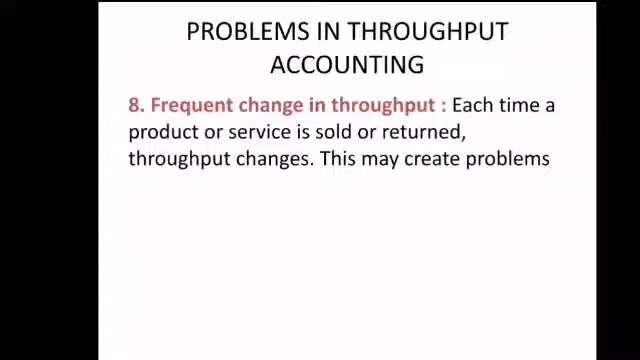 PROBLEMS IN THROUGHPUT
ACCOUNTING
8. Frequent change in throughput : Each time a
product or service is sold or returned,
throughput changes. This may create problems